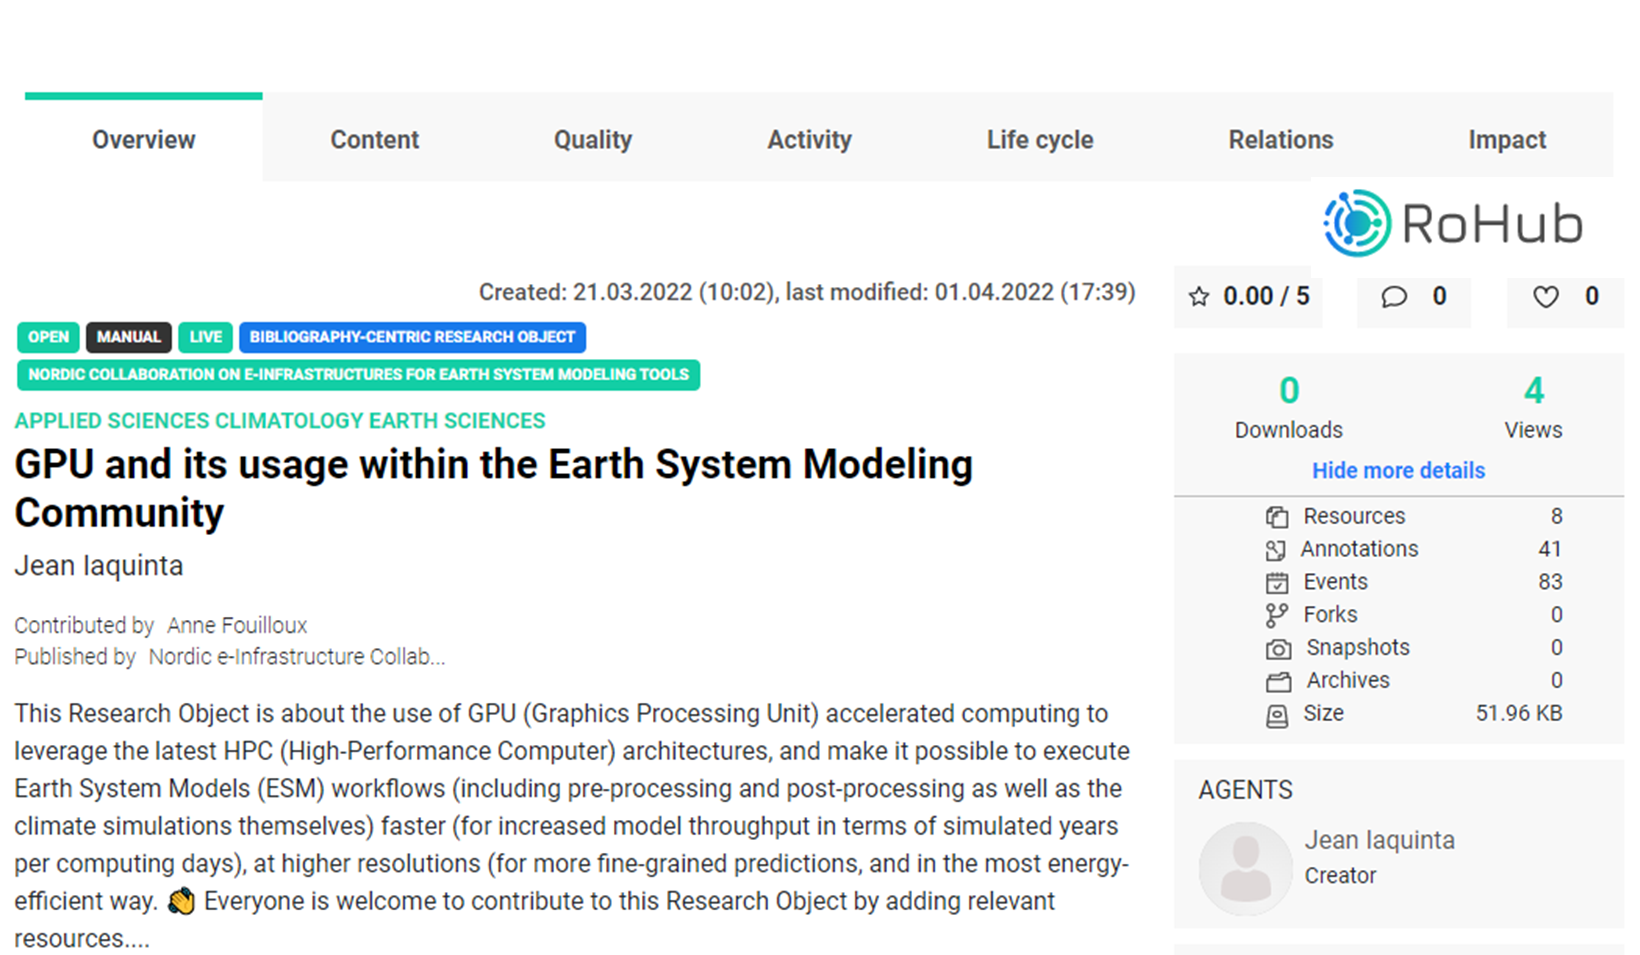 Overview Content Quality Activity Life cycle Relations Impact
RoHub
Created: 21.03.2022 (10:02), last modified: 01.04.2022 (17:39)
0.00 / 5 0 0
OPEN MANUAL LIVE BIBLIOGRAPHY-CENTRIC RESEARCH OBJECT
NORDIC COLLABORATION ON E-INFRASTRUCTURES FOR EARTH SYSTEM MODELING TOOLS
APPLIED SCIENCES CLIMATOLOGY EARTH SCIENCES
GPU and its usage within the Earth System Modeling
Community
Jean Iaquinta
Contributed by Anne Fouilloux
Published by Nordic e-Infrastructure Collab...
This Research Object is about the use of GPU (Graphics Processing Unit) accelerated computing to
leverage the latest HPC (High-Performance Computer) architectures, and make it possible to execute
Earth System Models (ESM) workflows (including pre-processing and post-processing as well as the
climate simulations themselves) faster (for increased model throughput in terms of simulated years
per computing days), at higher resolutions (for more fine-grained predictions, and in the most energy-
efficient way. 👏 Everyone is welcome to contribute to this Research Object by adding relevant
resources....
0 4
Downloads Views
Hide more details
Resources 8
Annotations 41
Events 83
Forks 0
Snapshots 0
Archives 0
Size 51.96 KB
AGENTS
Jean Iaquinta
Creator